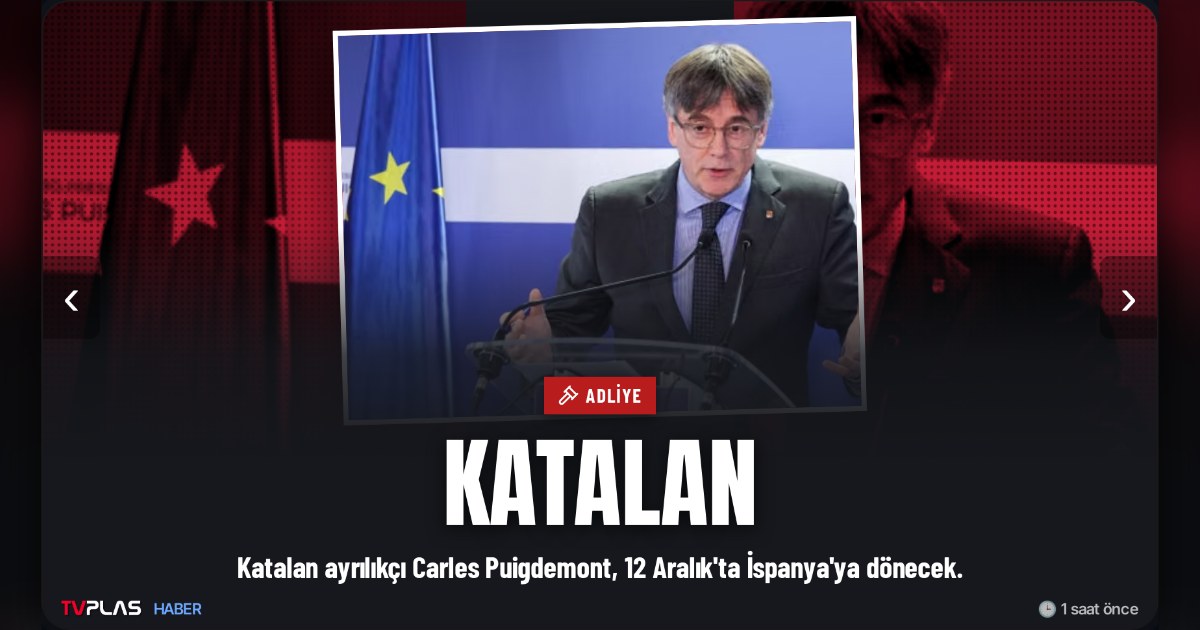 ADLİYE
KATALAN
Katalan ayrılıkçı Carles Puigdemont, 12 Aralık'ta İspanya'ya dönecek.
TVPLAS HABER
1 saat önce